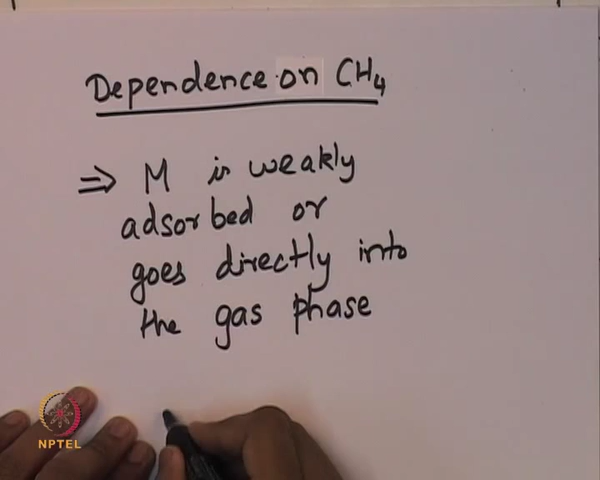 Dependence on CH4
⇒ M is weakly
adsorbed or
goes directly into
the gas phase
NPTEL